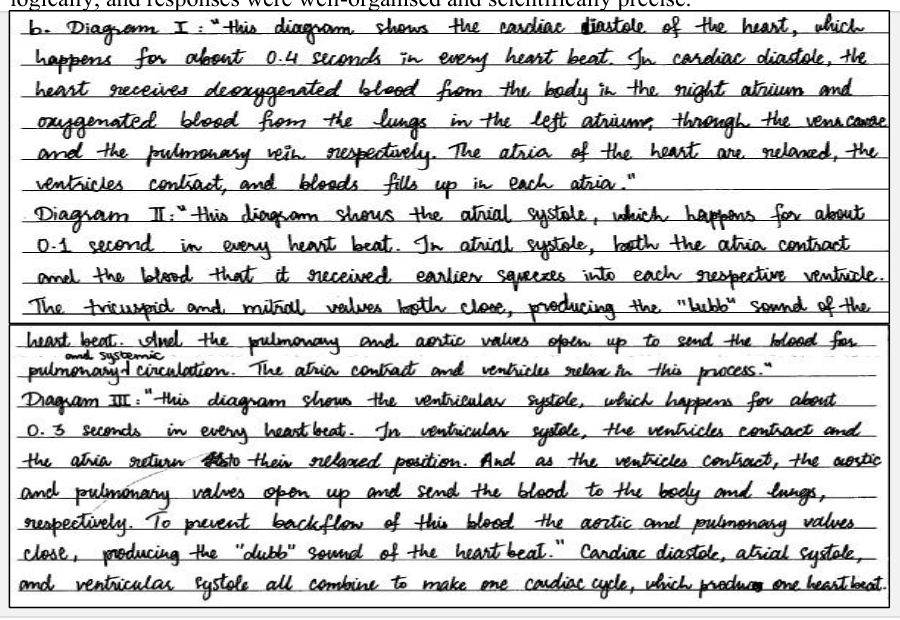 logically, and responses were well-organised and scientifically precise.
b. Diagram I : "this diagram shows the cardiac diastole of the heart, which
happens for about 0.4 seconds in every heart beat. In cardiac diastole, the
heart receives deoxygenated blood from the body in the right atrium and
oxygenated blood from the lungs in the left atrium, through the vena cavae
and the pulmonary vein respectively. The atria of the heart are relaxed, the
ventricles contract, and bloods fills up in each atria."
Diagram II : "this diagram shows the atrial systole, which happens for about
0.1 second in every heart beat. In atrial systole, both the atria contract
and the blood that it received earlier squeezes into each respective ventricle.
The tricuspid and mitrall valves both close, producing the "lubb" sound of the
heart beat. And the pulmonary and aortic valves open up to send the blood for
and systemic
pulmonary circulation. The atria contract and ventricles relax in this process."
Diagram III : "this diagram shows the ventricular systole, which happens for about
0.3 seconds in every heart beat. In ventricular systole, the ventricles contract and
the atria return to their relaxed position. And as the ventricles contract, the aortic
and pulmonary valves open up and send the blood to the body and lungs,
respectively. To prevent backflow of this blood the aortic and pulmonary valves
close, producing the "dubb" sound of the heart beat." Cardiac diastole, atrial systole,
and ventricular systole all combine to make one cardiac cycle, which produces one heart beat.